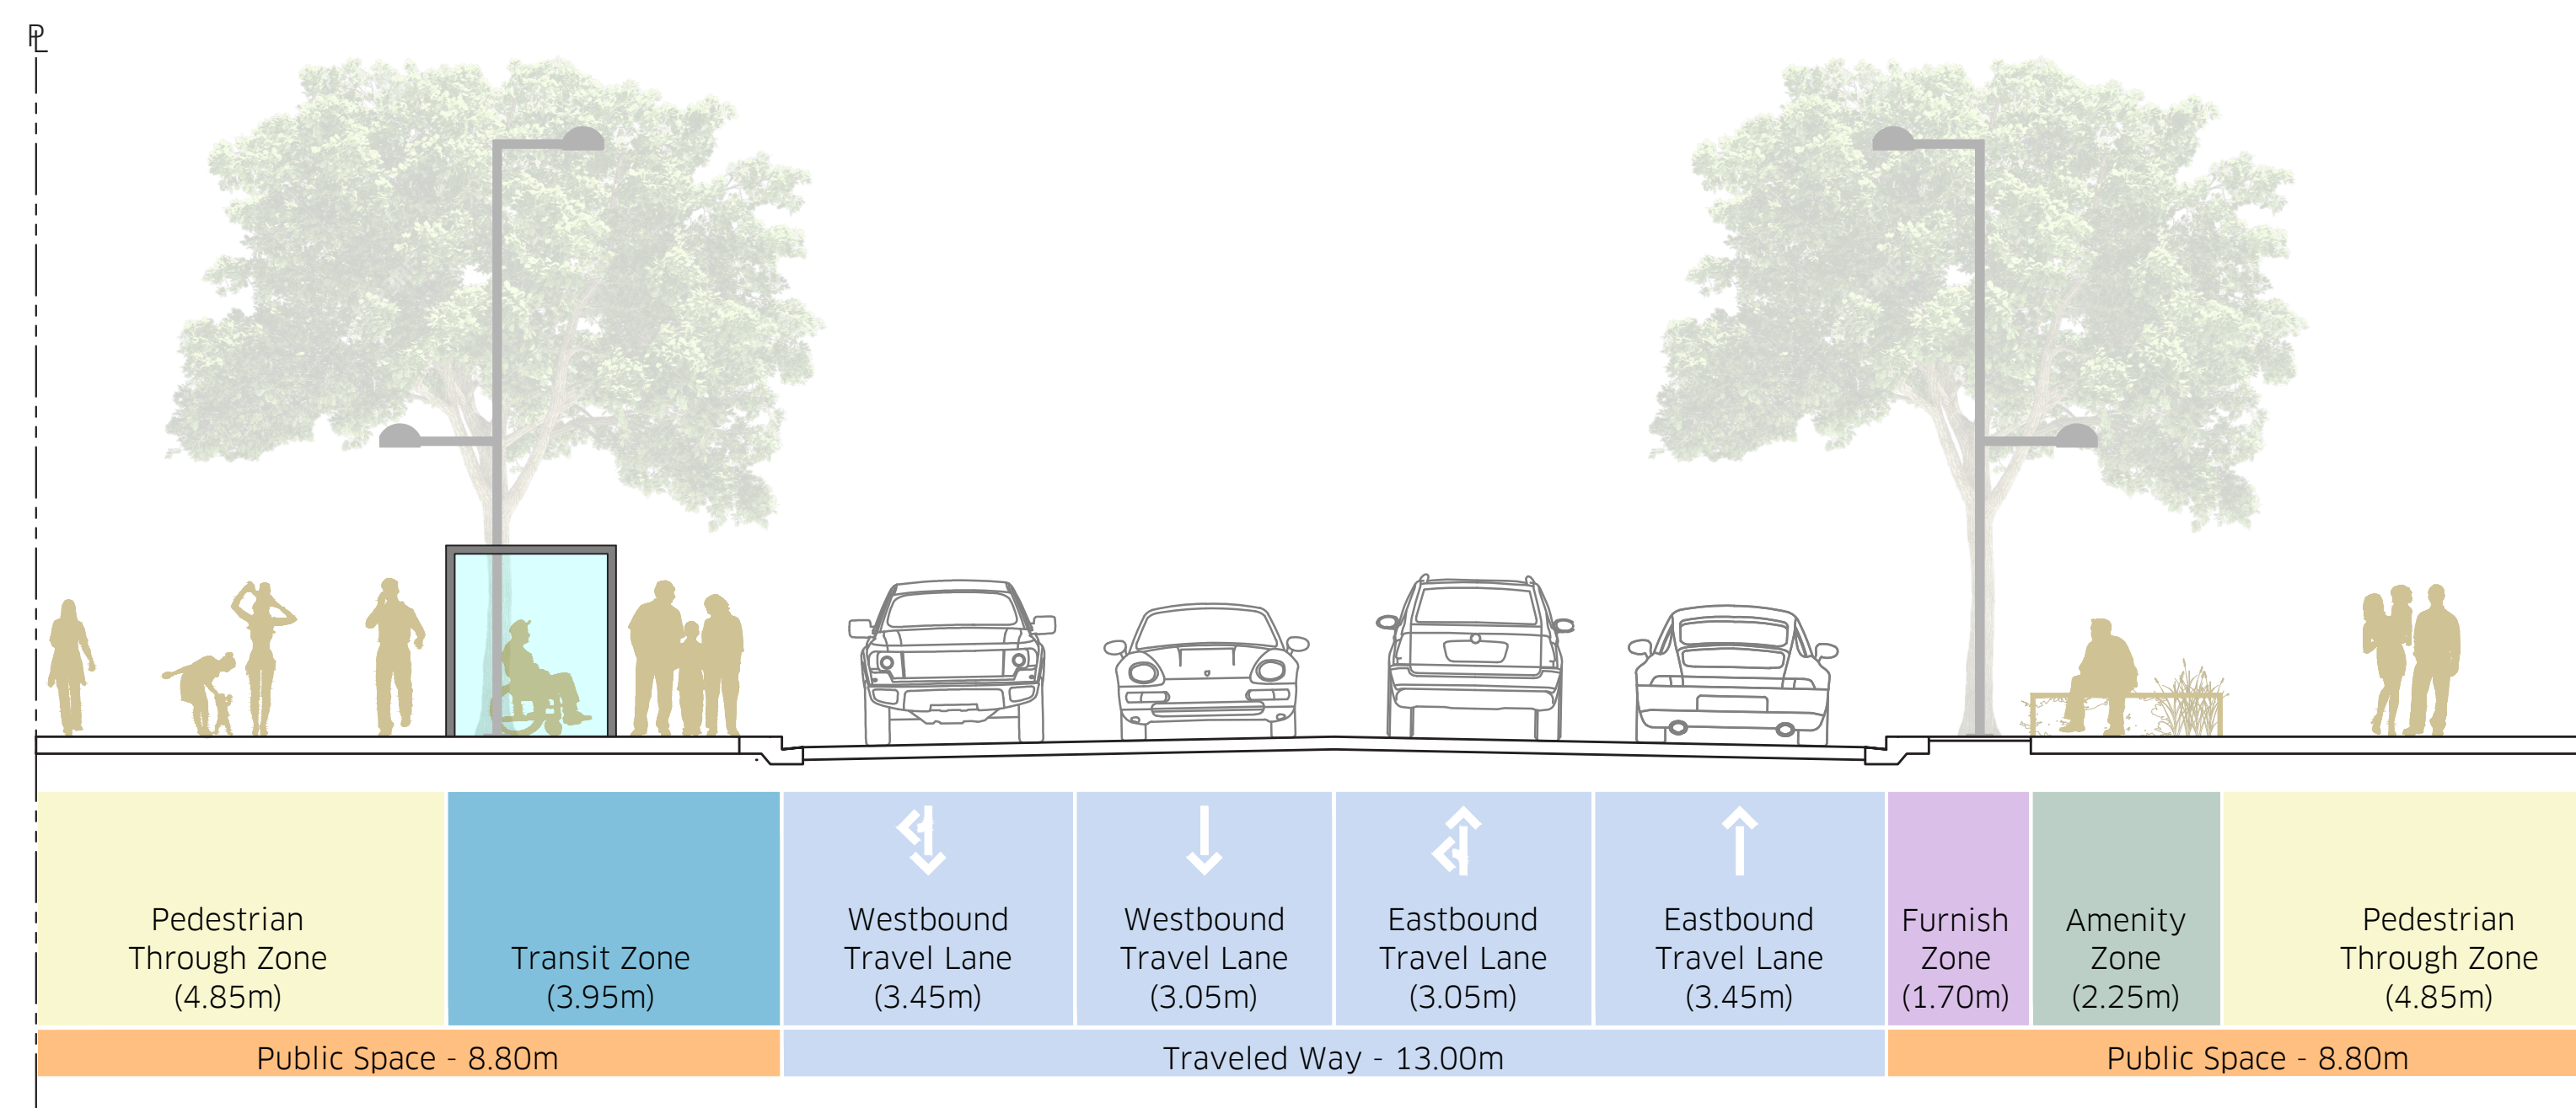 PL
Pedestrian
Through Zone
(4.85m)
Transit Zone
(3.95m)
Westbound
Travel Lane
(3.45m)
Westbound
Travel Lane
(3.05m)
Eastbound
Travel Lane
(3.05m)
Eastbound
Travel Lane
(3.45m)
Furnish
Zone
(1.70m)
Amenity
Zone
(2.25m)
Pedestrian
Through Zone
(4.85m)
Public Space - 8.80m
Traveled Way - 13.00m
Public Space - 8.80m